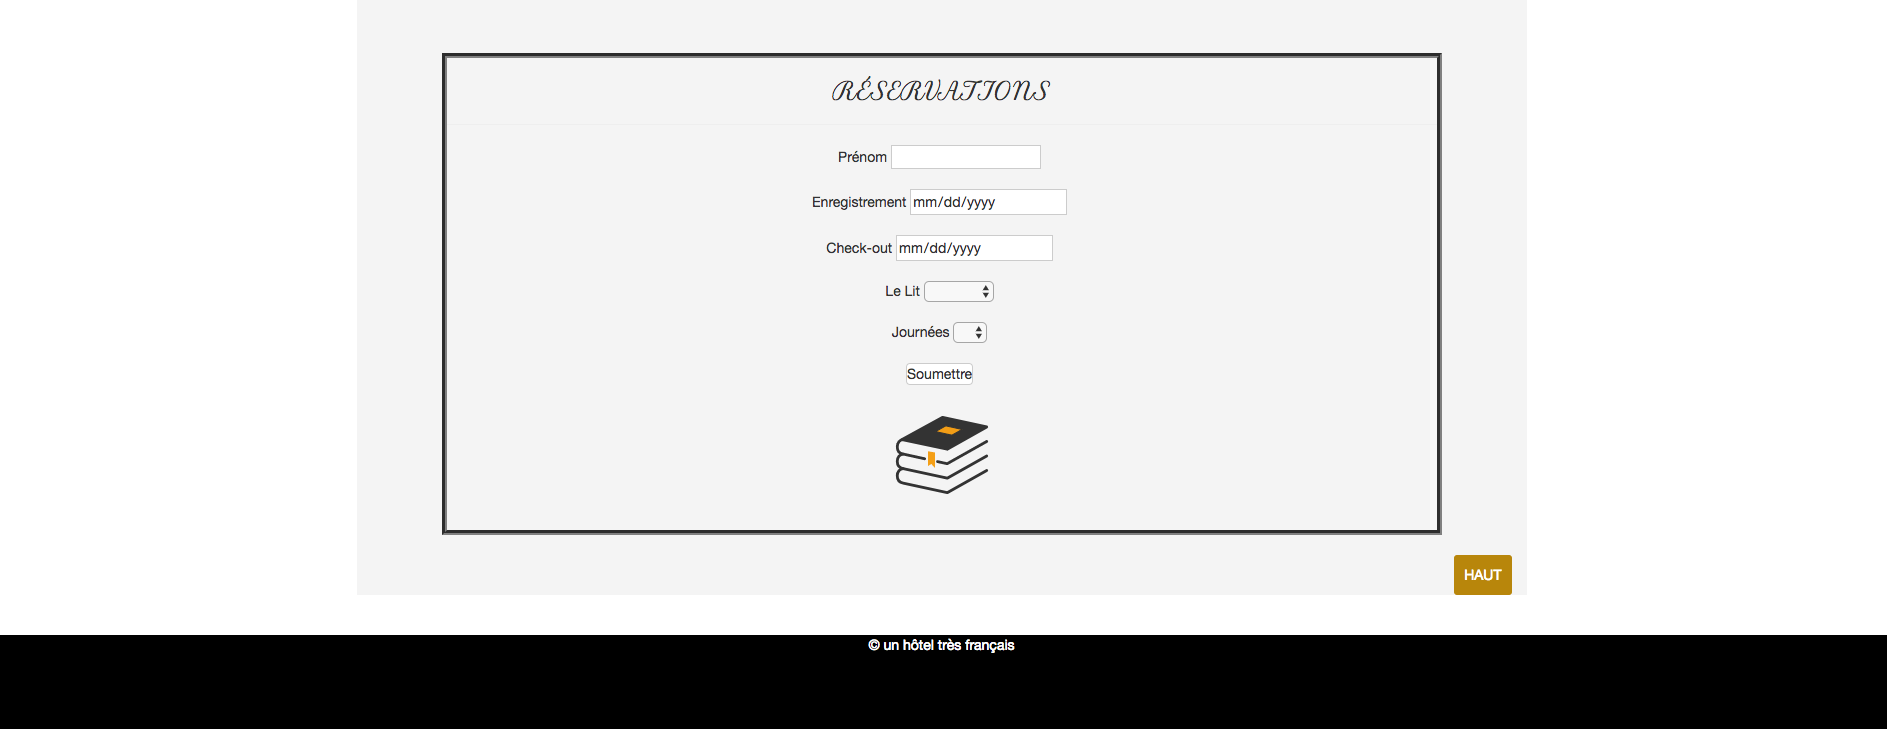 RÉSERVATIONS
Prénom
Enregistrement mm/dd/yyyy
Check-out mm/dd/yyyy
Le Lit
Journées
Soumettre
HAUT
© un hôtel très français